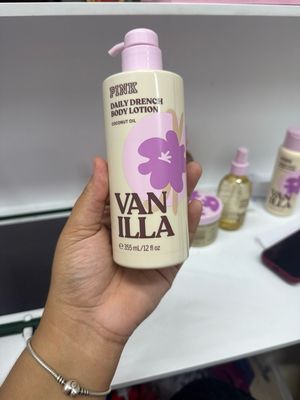 PINK
DAILY DRENCH
BODY LOTION
COCONUT OIL
VAN
ILLA
℮ 355 mL/12 fl oz